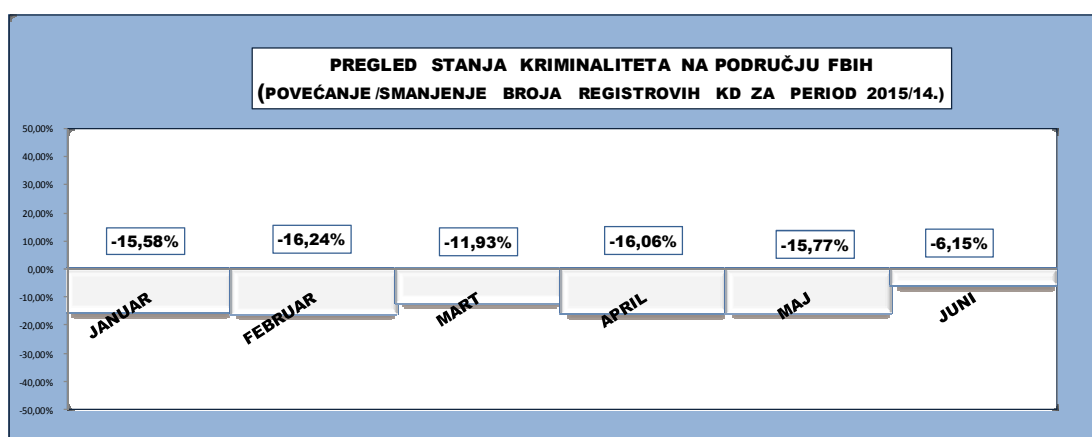 PREGLED STANJA KRIMINALITETA NA PODRUČJU FBIH
(POVEĆANJE /SMANJENJE BROJA REGISTROVIH KD ZA PERIOD 2015/14.)
50,00%
40,00%
30,00%
20,00%
10,00%
0,00%
-10,00%
-20,00%
-30,00%
-40,00%
-50,00%
-15,58%
-16,24%
-11,93%
-16,06%
-15,77%
-6,15%
JANUAR
FEBRUAR
MART
APRIL
MAJ
JUNI